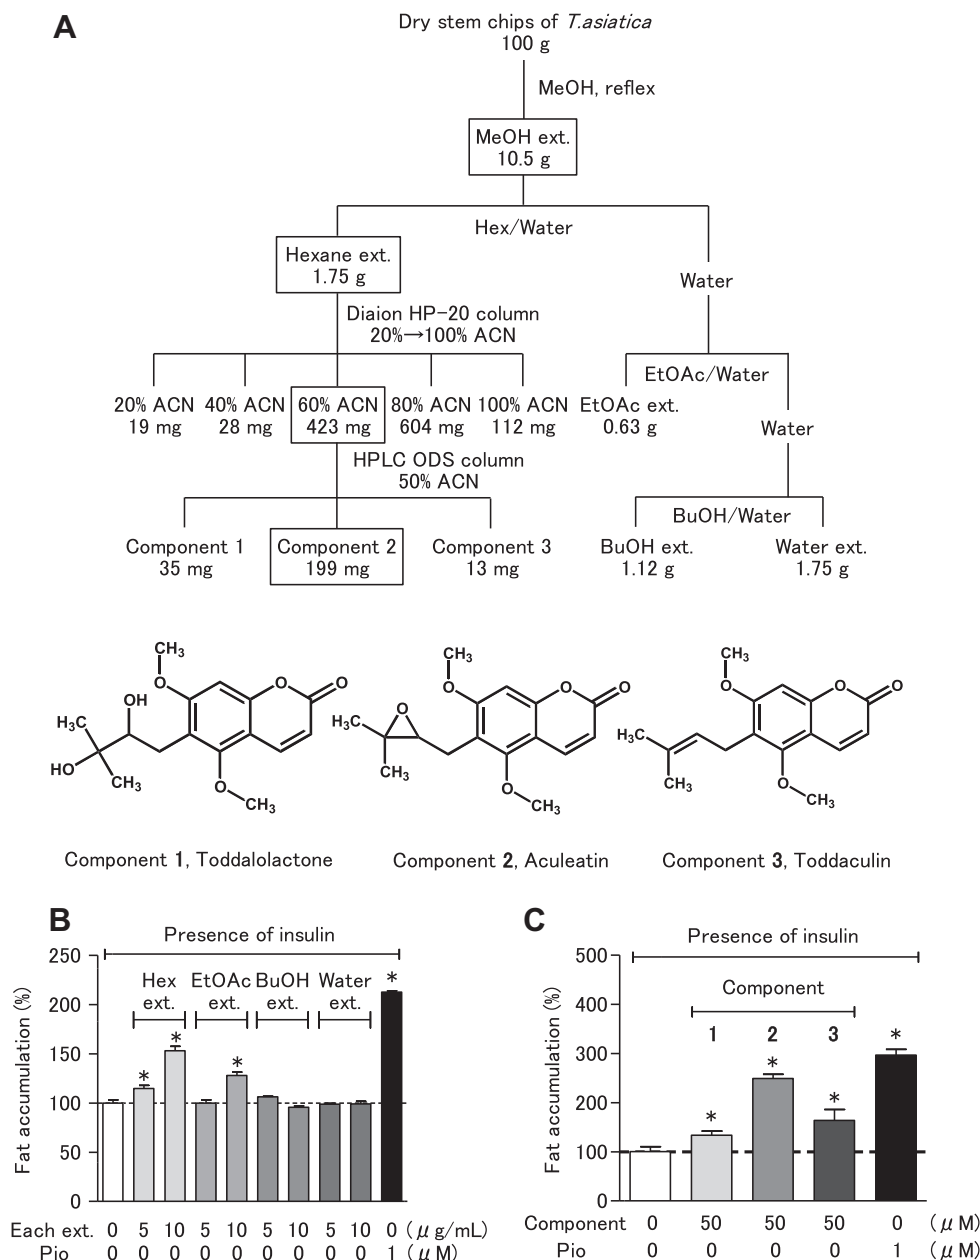 A
Dry stem chips of T.asiatica
100 g
MeOH, reflex
MeOH ext.
10.5 g
Hex/Water
Hexane ext.
1.75 g
Water
Diaion HP-20 column
20%→100% ACN
EtOAc/Water
20% ACN 40% ACN 60% ACN 80% ACN 100% ACN EtOAc ext.
19 mg 28 mg 423 mg 604 mg 112 mg 0.63 g
Water
HPLC ODS column
50% ACN
BuOH/Water
Component 1 Component 2 Component 3 BuOH ext. Water ext.
35 mg 199 mg 13 mg 1.12 g 1.75 g
CH3 O OH H3C HO CH3 O CH3 O O
CH3 O O H3C CH3 O CH3 O O
CH3 O H3C CH3 O CH3 O O
Component 1, Toddalolactone Component 2, Aculeatin Component 3, Toddaculin
B
Presence of insulin
Fat accumulation (%)
250
200
150
100
50
0
Hex ext. EtOAc ext. BuOH ext. Water ext.
* * * *
Each ext. 0 5 10 5 10 5 10 5 10 0 (μg/mL)
Pio 0 0 0 0 0 0 0 0 0 1 (μM)
C
Presence of insulin
Fat accumulation (%)
500
400
300
200
100
0
Component
1 2 3
* * * *
Component 0 50 50 50 0 (μM)
Pio 0 0 0 0 1 (μM)